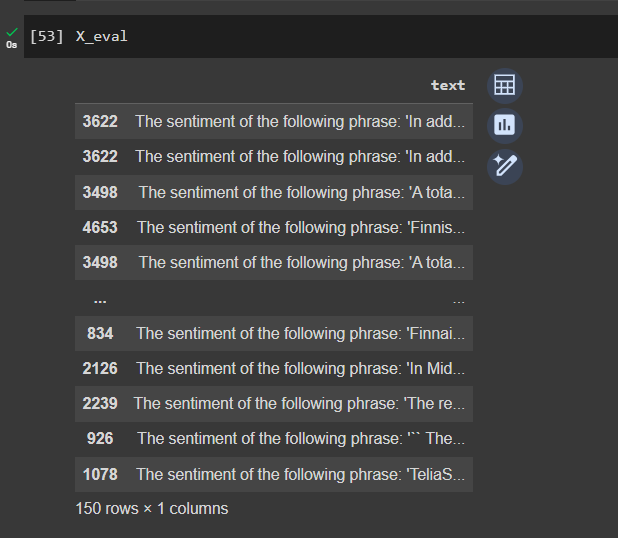 [53] X_eval
0s
text
3622 The sentiment of the following phrase: 'In add...
3622 The sentiment of the following phrase: 'In add...
3498 The sentiment of the following phrase: 'A tota...
4653 The sentiment of the following phrase: 'Finnis...
3498 The sentiment of the following phrase: 'A tota...
... ...
834 The sentiment of the following phrase: 'Finnai...
2126 The sentiment of the following phrase: 'In Mid...
2239 The sentiment of the following phrase: 'The re...
926 The sentiment of the following phrase: '`` The...
1078 The sentiment of the following phrase: 'TeliaS...
150 rows × 1 columns